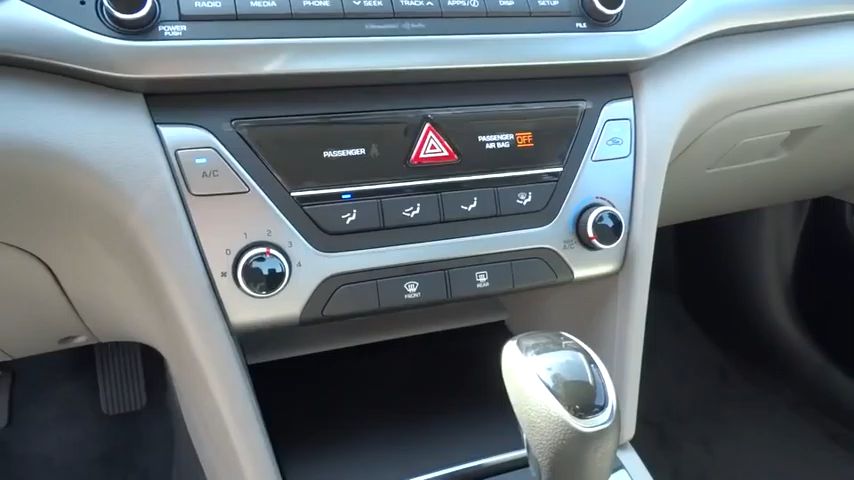 RADIO MEDIA PHONE SEEK TRACK APPS/ DISP SETUP
POWER
PUSH
FILE
PASSENGER
PASSENGER
AIR BAG OFF
A/C
0 1 2 3 4
MAX
A/C
FRONT
REAR